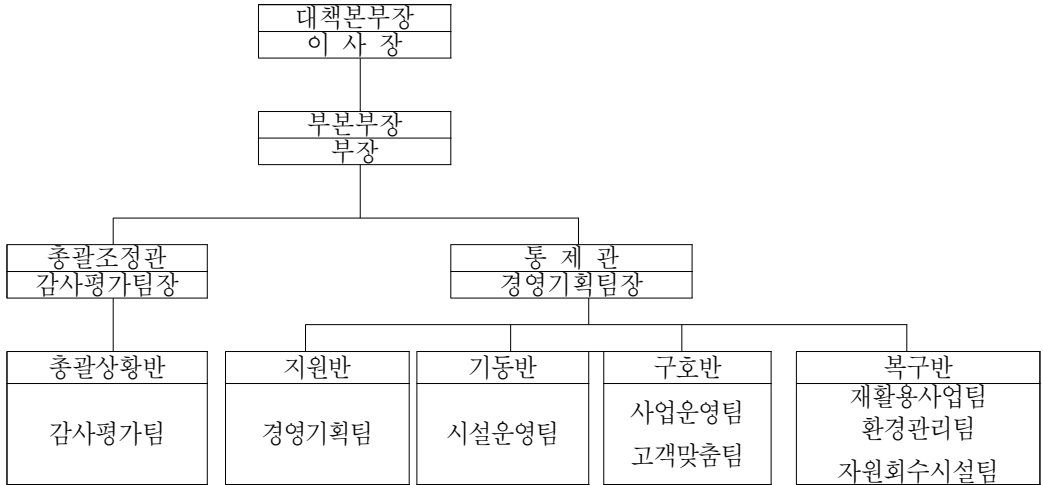 대책본부장
이 사 장
부본부장
부장
총괄조정관
감사평가팀장
통 제 관
경영기획팀장
총괄상황반
감사평가팀
지원반
경영기획팀
기동반
시설운영팀
구호반
사업운영팀
고객맞춤팀
복구반
재활용사업팀
환경관리팀
자원회수시설팀